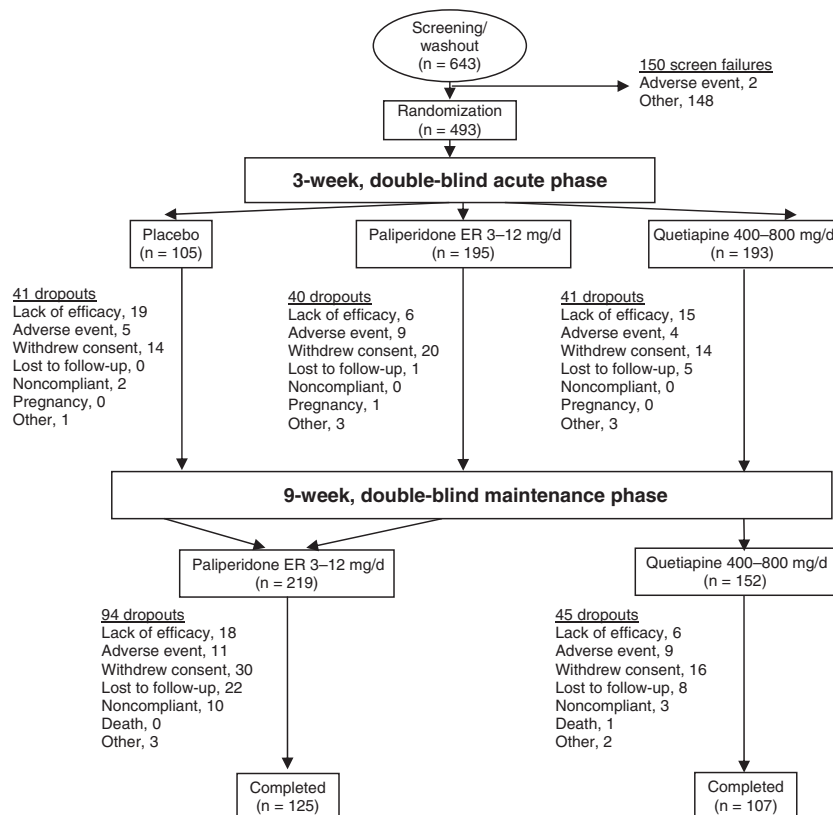 Screening/
washout
(n = 643)
150 screen failures
Adverse event, 2
Other, 148
Randomization
(n = 493)
3-week, double-blind acute phase
Placebo
(n = 105)
Paliperidone ER 3–12 mg/d
(n = 195)
Quetiapine 400–800 mg/d
(n = 193)
41 dropouts
Lack of efficacy, 19
Adverse event, 5
Withdrew consent, 14
Lost to follow-up, 0
Noncompliant, 2
Pregnancy, 0
Other, 1
40 dropouts
Lack of efficacy, 6
Adverse event, 9
Withdrew consent, 20
Lost to follow-up, 1
Noncompliant, 0
Pregnancy, 1
Other, 3
41 dropouts
Lack of efficacy, 15
Adverse event, 4
Withdrew consent, 14
Lost to follow-up, 5
Noncompliant, 0
Pregnancy, 0
Other, 3
9-week, double-blind maintenance phase
Paliperidone ER 3–12 mg/d
(n = 219)
Quetiapine 400–800 mg/d
(n = 152)
94 dropouts
Lack of efficacy, 18
Adverse event, 11
Withdrew consent, 30
Lost to follow-up, 22
Noncompliant, 10
Death, 0
Other, 3
45 dropouts
Lack of efficacy, 6
Adverse event, 9
Withdrew consent, 16
Lost to follow-up, 8
Noncompliant, 3
Death, 1
Other, 2
Completed
(n = 125)
Completed
(n = 107)